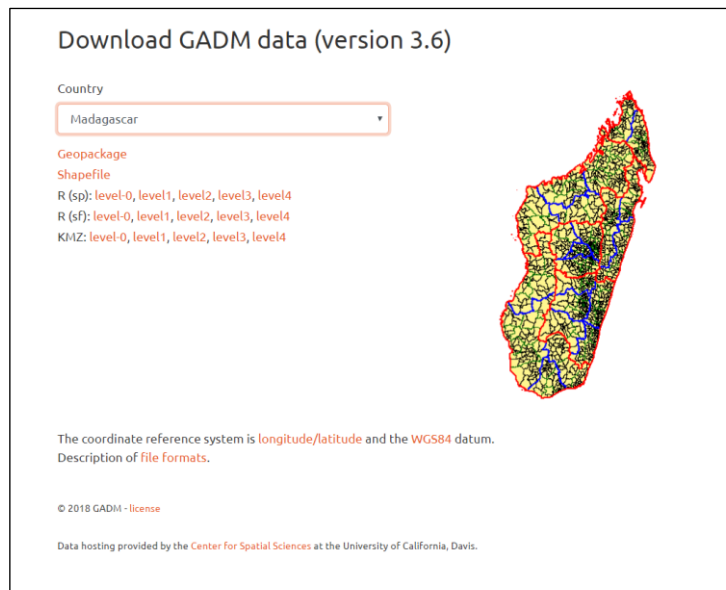 Download GADM data (version 3.6)
Country
Madagascar
Geopackage
Shapefile
R (sp): level-0, level1, level2, level3, level4
R (sf): level-0, level1, level2, level3, level4
KMZ: level-0, level1, level2, level3, level4
The coordinate reference system is longitude/latitude and the WGS84 datum.
Description of file formats.
© 2018 GADM - license
Data hosting provided by the Center for Spatial Sciences at the University of California, Davis.